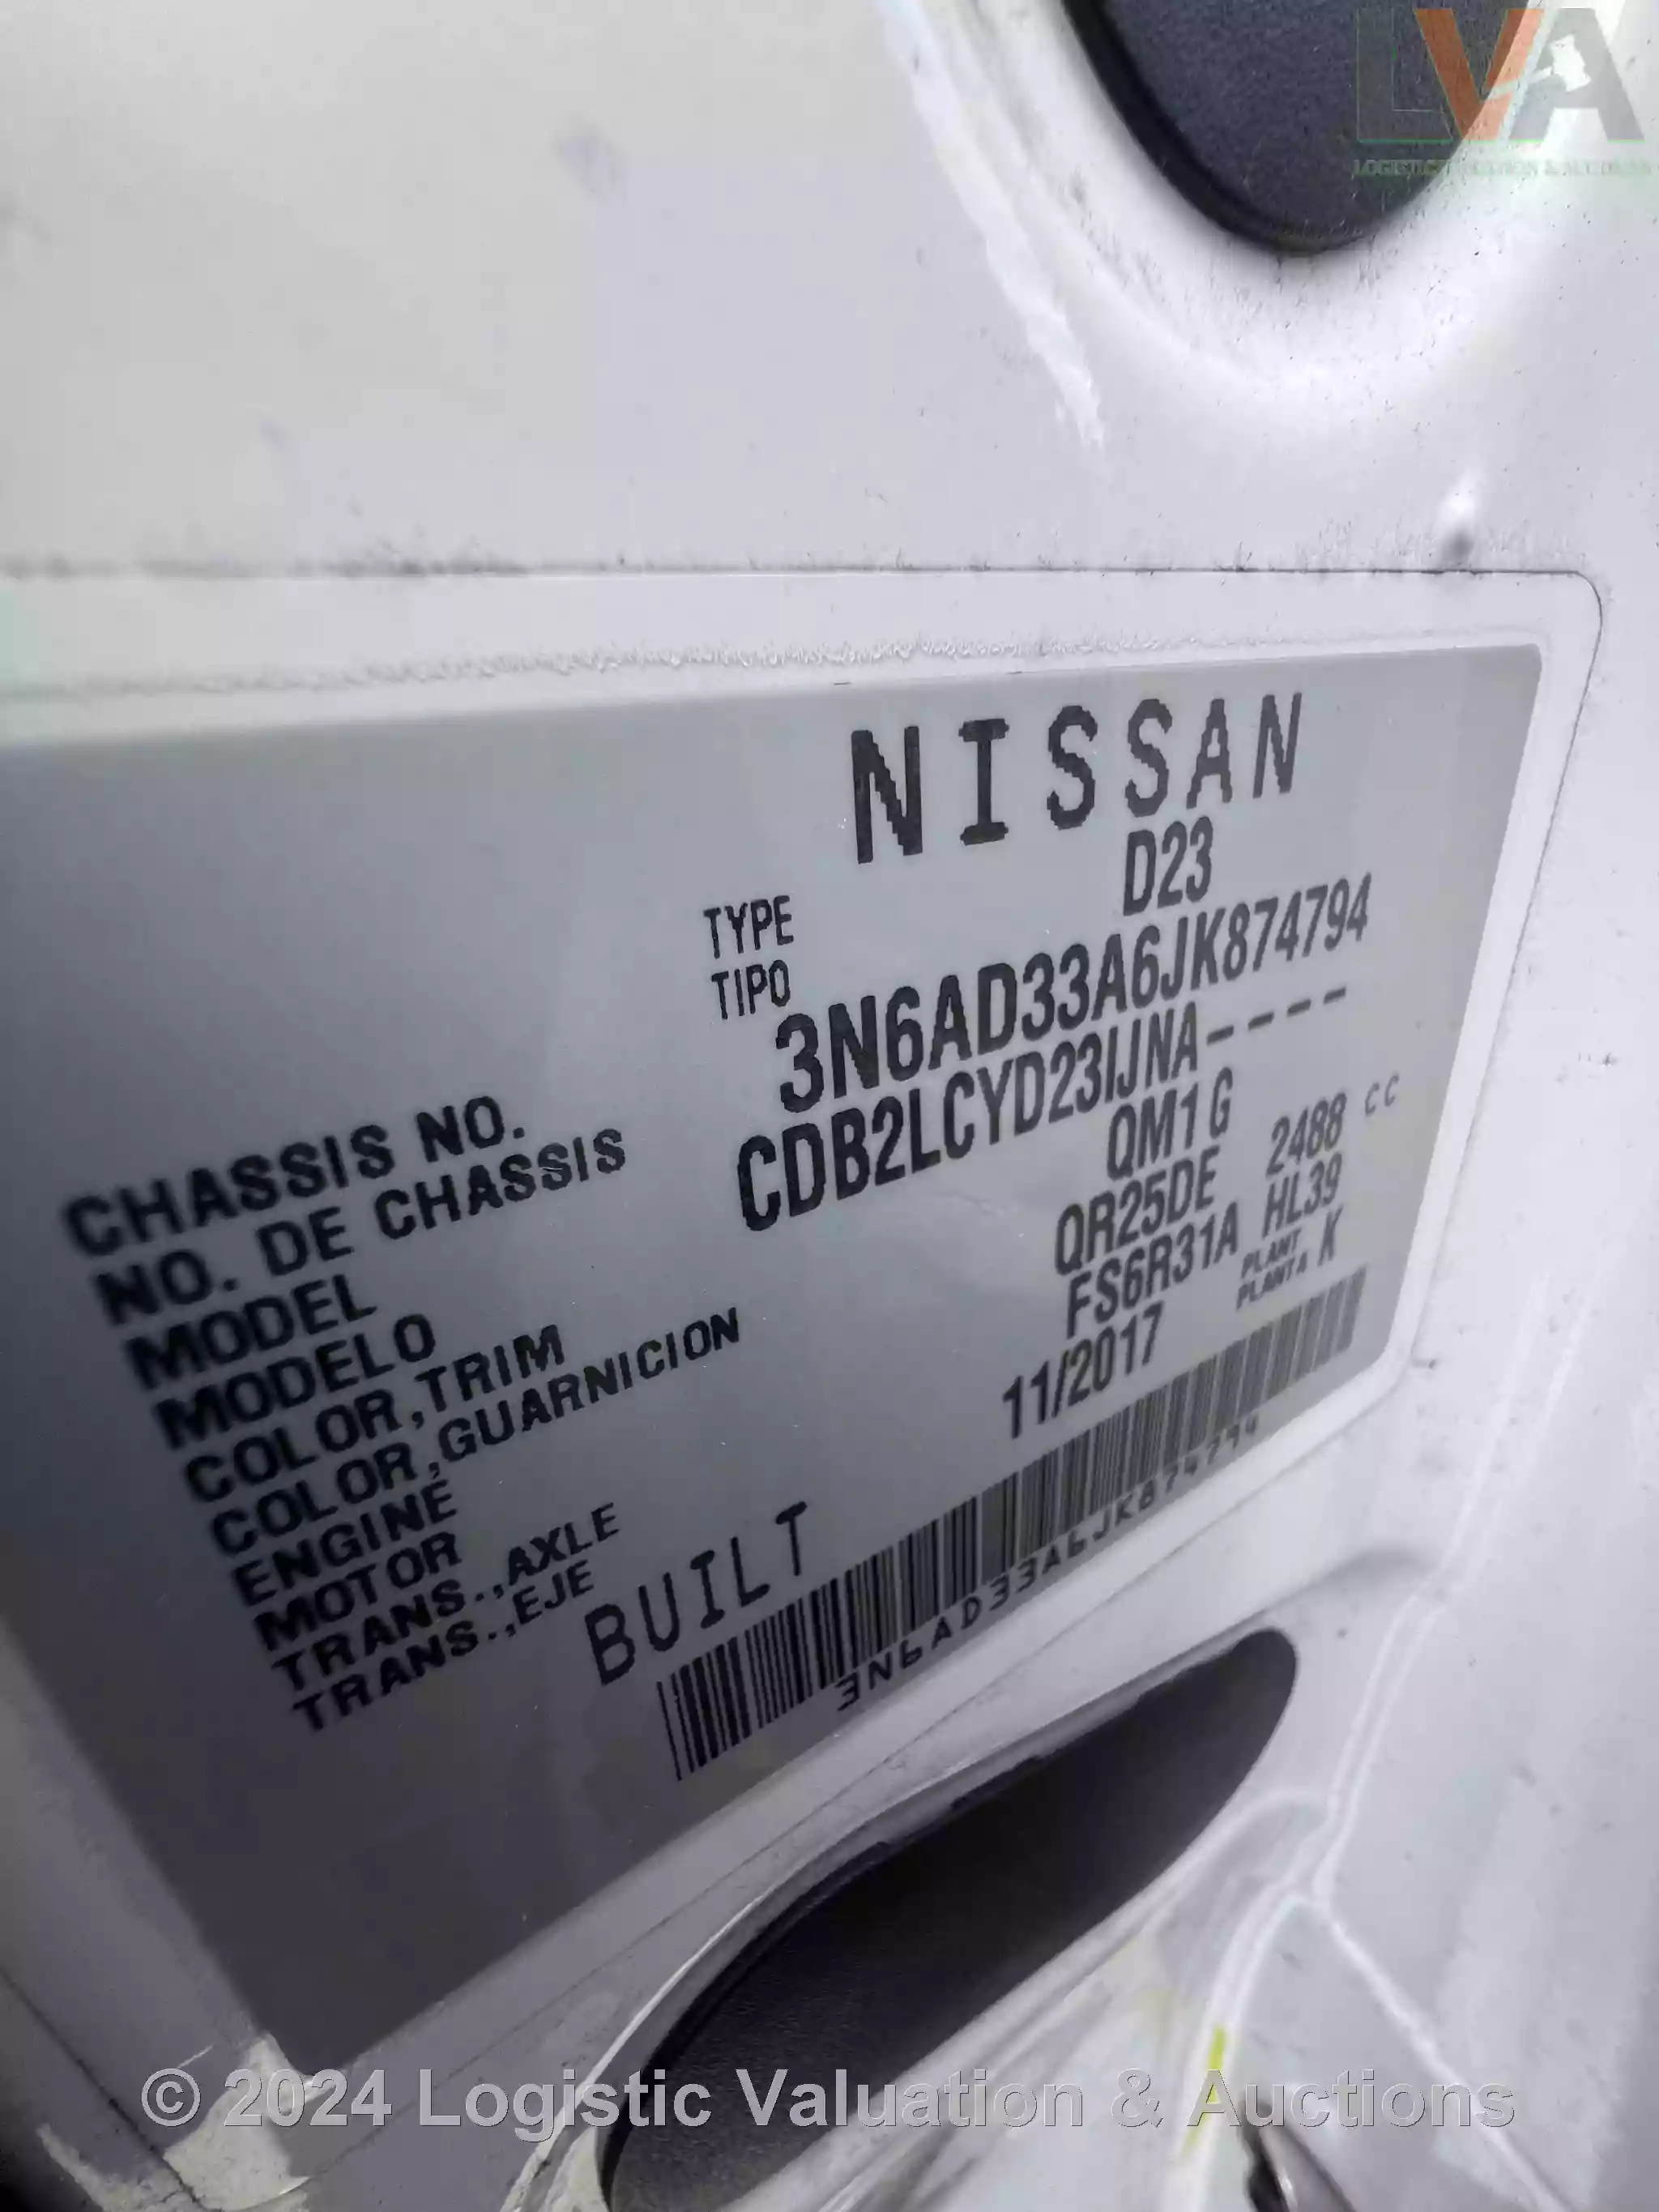 LVA
NISSAN
TYPE
TIPO
D23
CHASSIS NO.
NO. DE CHASSIS
3N6AD33A6JK874794
MODEL
MODELO
CDB2LCYD23IJNA----
COLOR,TRIM
COLOR,GUARNICION
QM1 G
ENGINE
MOTOR
QR25DE 2488 CC
TRANS.,AXLE
TRANS.,EJE
FS6R31A HL39
BUILT 11/2017
PLANT
PLANTA K
3N6AD33A6JK874794
© 2024 Logistic Valuation & Auctions